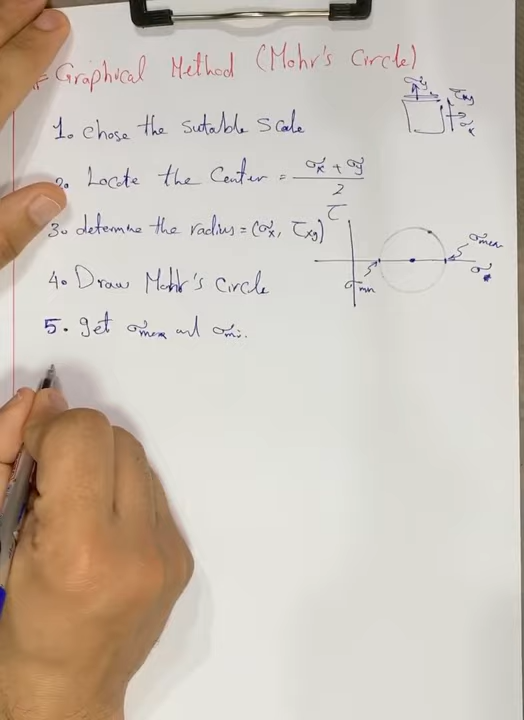 Graphical Method (Mohr's Circle)
1. chose the sutable scale
2. Locate the Center = σx + σy / 2
3. determine the radius = (σx, τxy)
4. Draw Mohr's Circle
5. get σmax and σmin
σy
τxy
σx
τ
σmax
σmin
σ